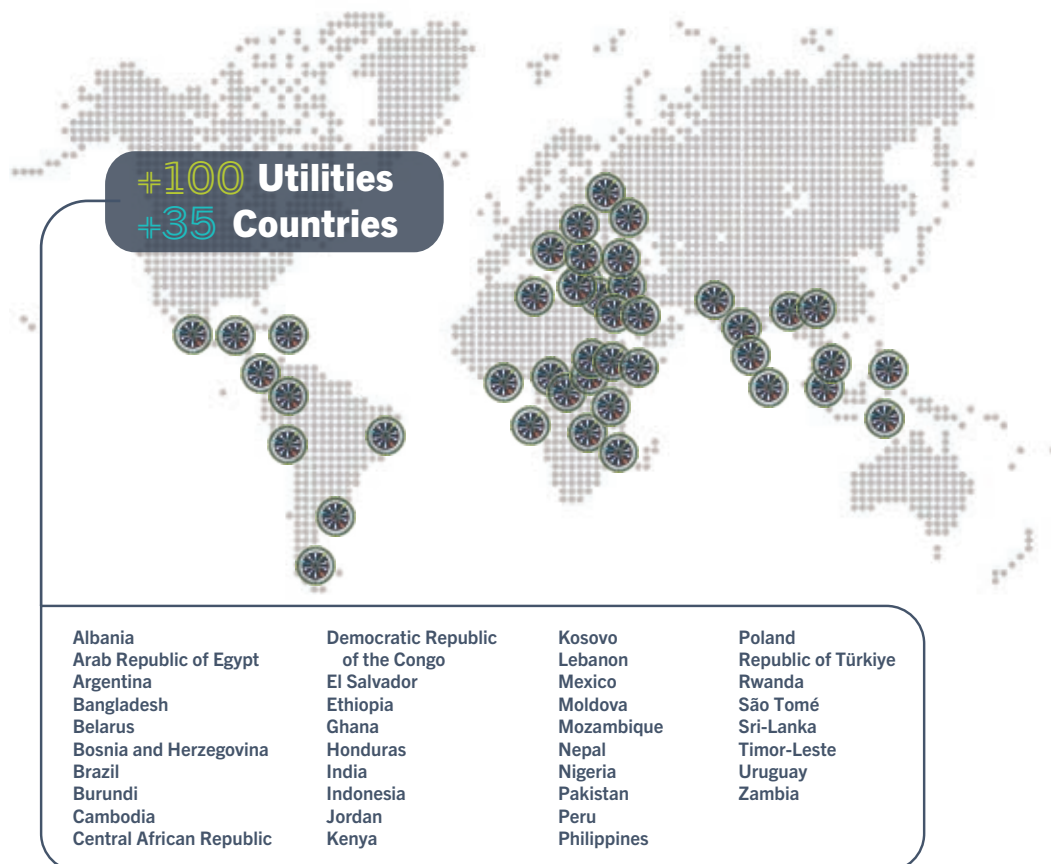 +100 Utilities
+35 Countries
Albania
Arab Republic of Egypt
Argentina
Bangladesh
Belarus
Bosnia and Herzegovina
Brazil
Burundi
Cambodia
Central African Republic
Democratic Republic
of the Congo
El Salvador
Ethiopia
Ghana
Honduras
India
Indonesia
Jordan
Kenya
Kosovo
Lebanon
Mexico
Moldova
Mozambique
Nepal
Nigeria
Pakistan
Peru
Philippines
Poland
Republic of Türkiye
Rwanda
São Tomé
Sri-Lanka
Timor-Leste
Uruguay
Zambia